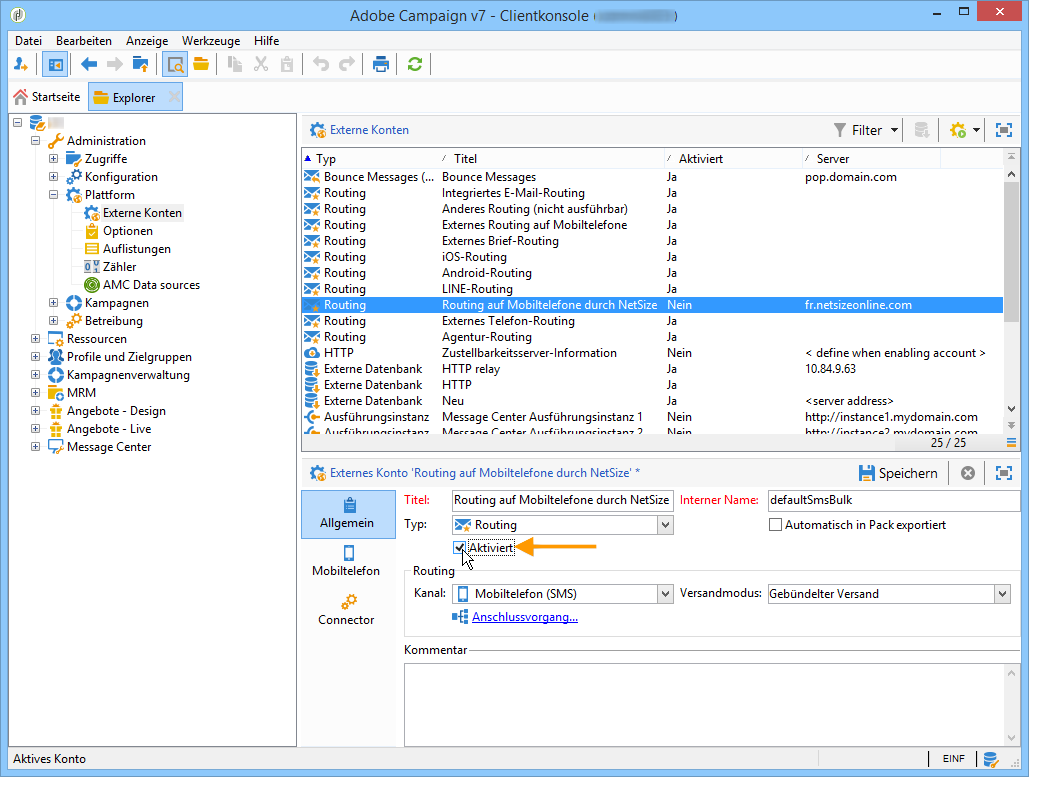 Adobe Campaign v7 - Clientkonsole ( )
Datei Bearbeiten Anzeige Werkzeuge Hilfe
Startseite Explorer
Administration
Zugriffe
Konfiguration
Plattform
Externe Konten
Optionen
Auflistungen
Zähler
AMC Data sources
Kampagnen
Betreibung
Ressourcen
Profile und Zielgruppen
Kampagnenverwaltung
MRM
Angebote - Design
Angebote - Live
Message Center
Externe Konten Filter
Typ Titel Aktiviert Server
Bounce Messages (... Bounce Messages Ja pop.domain.com
Routing Integriertes E-Mail-Routing Ja
Routing Anderes Routing (nicht ausführbar) Ja
Routing Externes Routing auf Mobiltelefone Ja
Routing Externes Brief-Routing Ja
Routing iOS-Routing Ja
Routing Android-Routing Ja
Routing LINE-Routing Ja
Routing Routing auf Mobiltelefone durch NetSize Nein fr.netsizeonline.com
Routing Externes Telefon-Routing Ja
Routing Agentur-Routing Ja
HTTP Zustellbarkeitsserver-Information Nein < define when enabling account >
Externe Datenbank HTTP relay Ja 10.84.9.63
Externe Datenbank HTTP Ja
Externe Datenbank Neu Ja <server address>
Ausführungsinstanz Message Center Ausführungsinstanz 1 Nein http://instance1.mydomain.com
Ausführungsinstanz Message Center Ausführungsinstanz 2 Nein http://instance2.mydomain.com
25 / 25
Externes Konto 'Routing auf Mobiltelefone durch NetSize' * Speichern
Allgemein
Mobiltelefon
Connector
Titel: Routing auf Mobiltelefone durch NetSize Interner Name: defaultSmsBulk
Typ: Routing Automatisch in Pack exportiert
Aktiviert
Routing
Kanal: Mobiltelefon (SMS) Versandmodus: Gebündelter Versand
Anschlussvorgang...
Kommentar
Aktives Konto EINF